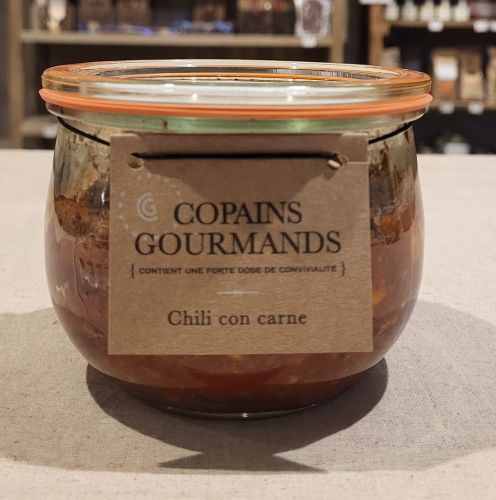 COPAINS
GOURMANDS
{ CONTIENT UNE FORTE DOSE DE CONVIVIALITÉ }
Chili con carne